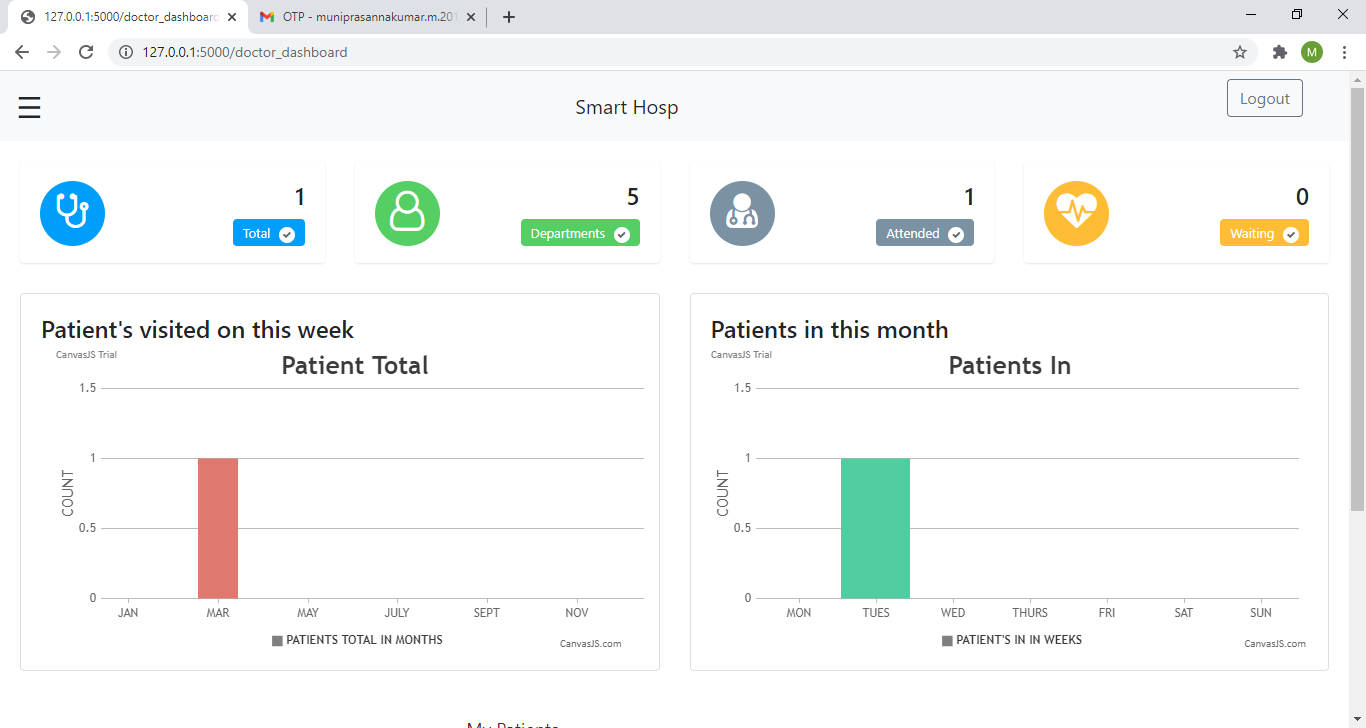 127.0.0.1:5000/doctor_dashboard
OTP - muniprasannakumar.m.201
127.0.0.1:5000/doctor_dashboard
M
☰
Smart Hosp
Logout
1
Total
5
Departments
1
Attended
0
Waiting
Patient's visited on this week
CanvasJS Trial
Patient Total
1.5
1
0.5
0
COUNT
JAN MAR MAY JULY SEPT NOV
PATIENTS TOTAL IN MONTHS
CanvasJS.com
Patients in this month
CanvasJS Trial
Patients In
1.5
1
0.5
0
COUNT
MON TUES WED THURS FRI SAT SUN
PATIENT'S IN IN WEEKS
CanvasJS.com
My Patients